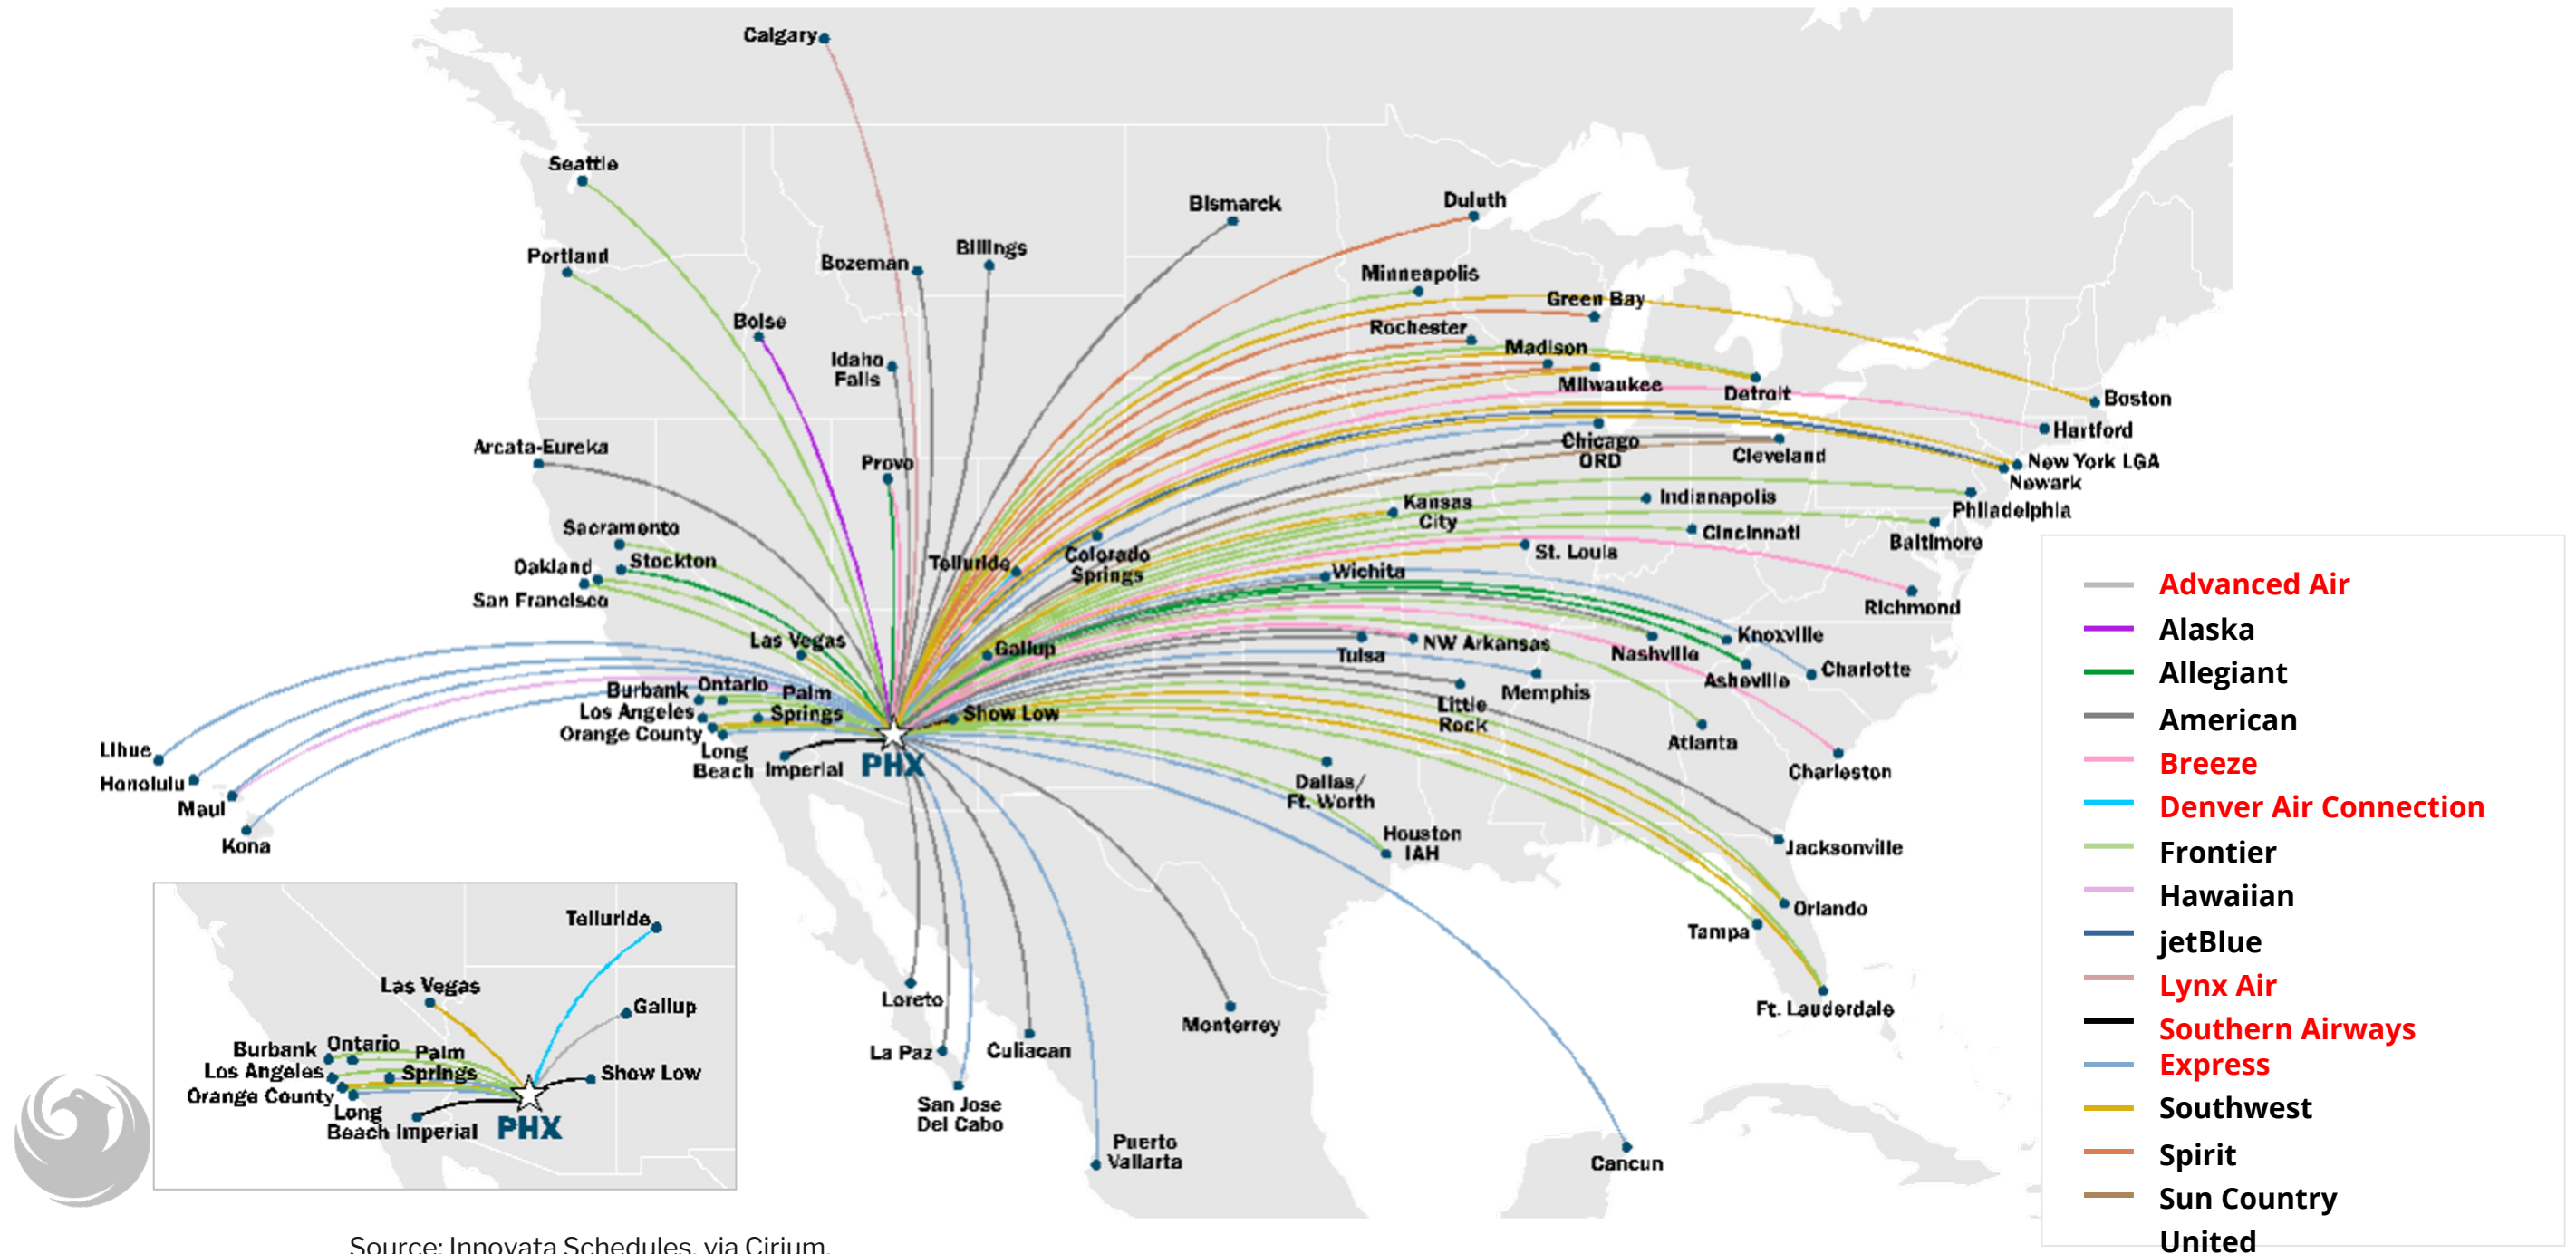 Calgary
Seattle
Bismarck
Duluth
Portland
Bozeman
Billings
Minneapolis
Green Bay
Boise
Rochester
Idaho
Falls
Madison
Milwaukee
Detroit
Boston
Hartford
Arcata-Eureka
Provo
Chicago
ORD
Cleveland
New York LGA
Newark
Kansas
City
Indianapolis
Philadelphia
Sacramento
Cincinnati
Baltimore
Oakland
Stockton
Telluride
Colorado
Springs
St. Louis
Wichita
San Francisco
Richmond
Las Vegas
Gallup
Tulsa
NW Arkansas
Nashville
Knoxville
Charlotte
Asheville
Burbank
Ontario
Palm
Springs
Los Angeles
Orange County
Long
Beach
Imperial
PHX
Show Low
Little
Rock
Memphis
Atlanta
Charleston
Lihue
Honolulu
Maui
Kona
Dallas/
Ft. Worth
Houston
IAH
Jacksonville
Orlando
Tampa
Ft. Lauderdale
Loreto
La Paz
Culiacan
Monterrey
San Jose
Del Cabo
Puerto
Vallarta
Cancun
Telluride
Las Vegas
Gallup
Burbank
Ontario
Palm
Springs
Los Angeles
Orange County
Long
Beach
Imperial
PHX
Show Low
Advanced Air
Alaska
Allegiant
American
Breeze
Denver Air Connection
Frontier
Hawaiian
jetBlue
Lynx Air
Southern Airways
Express
Southwest
Spirit
Sun Country
United
Source: Innovata Schedules, via Cirium.